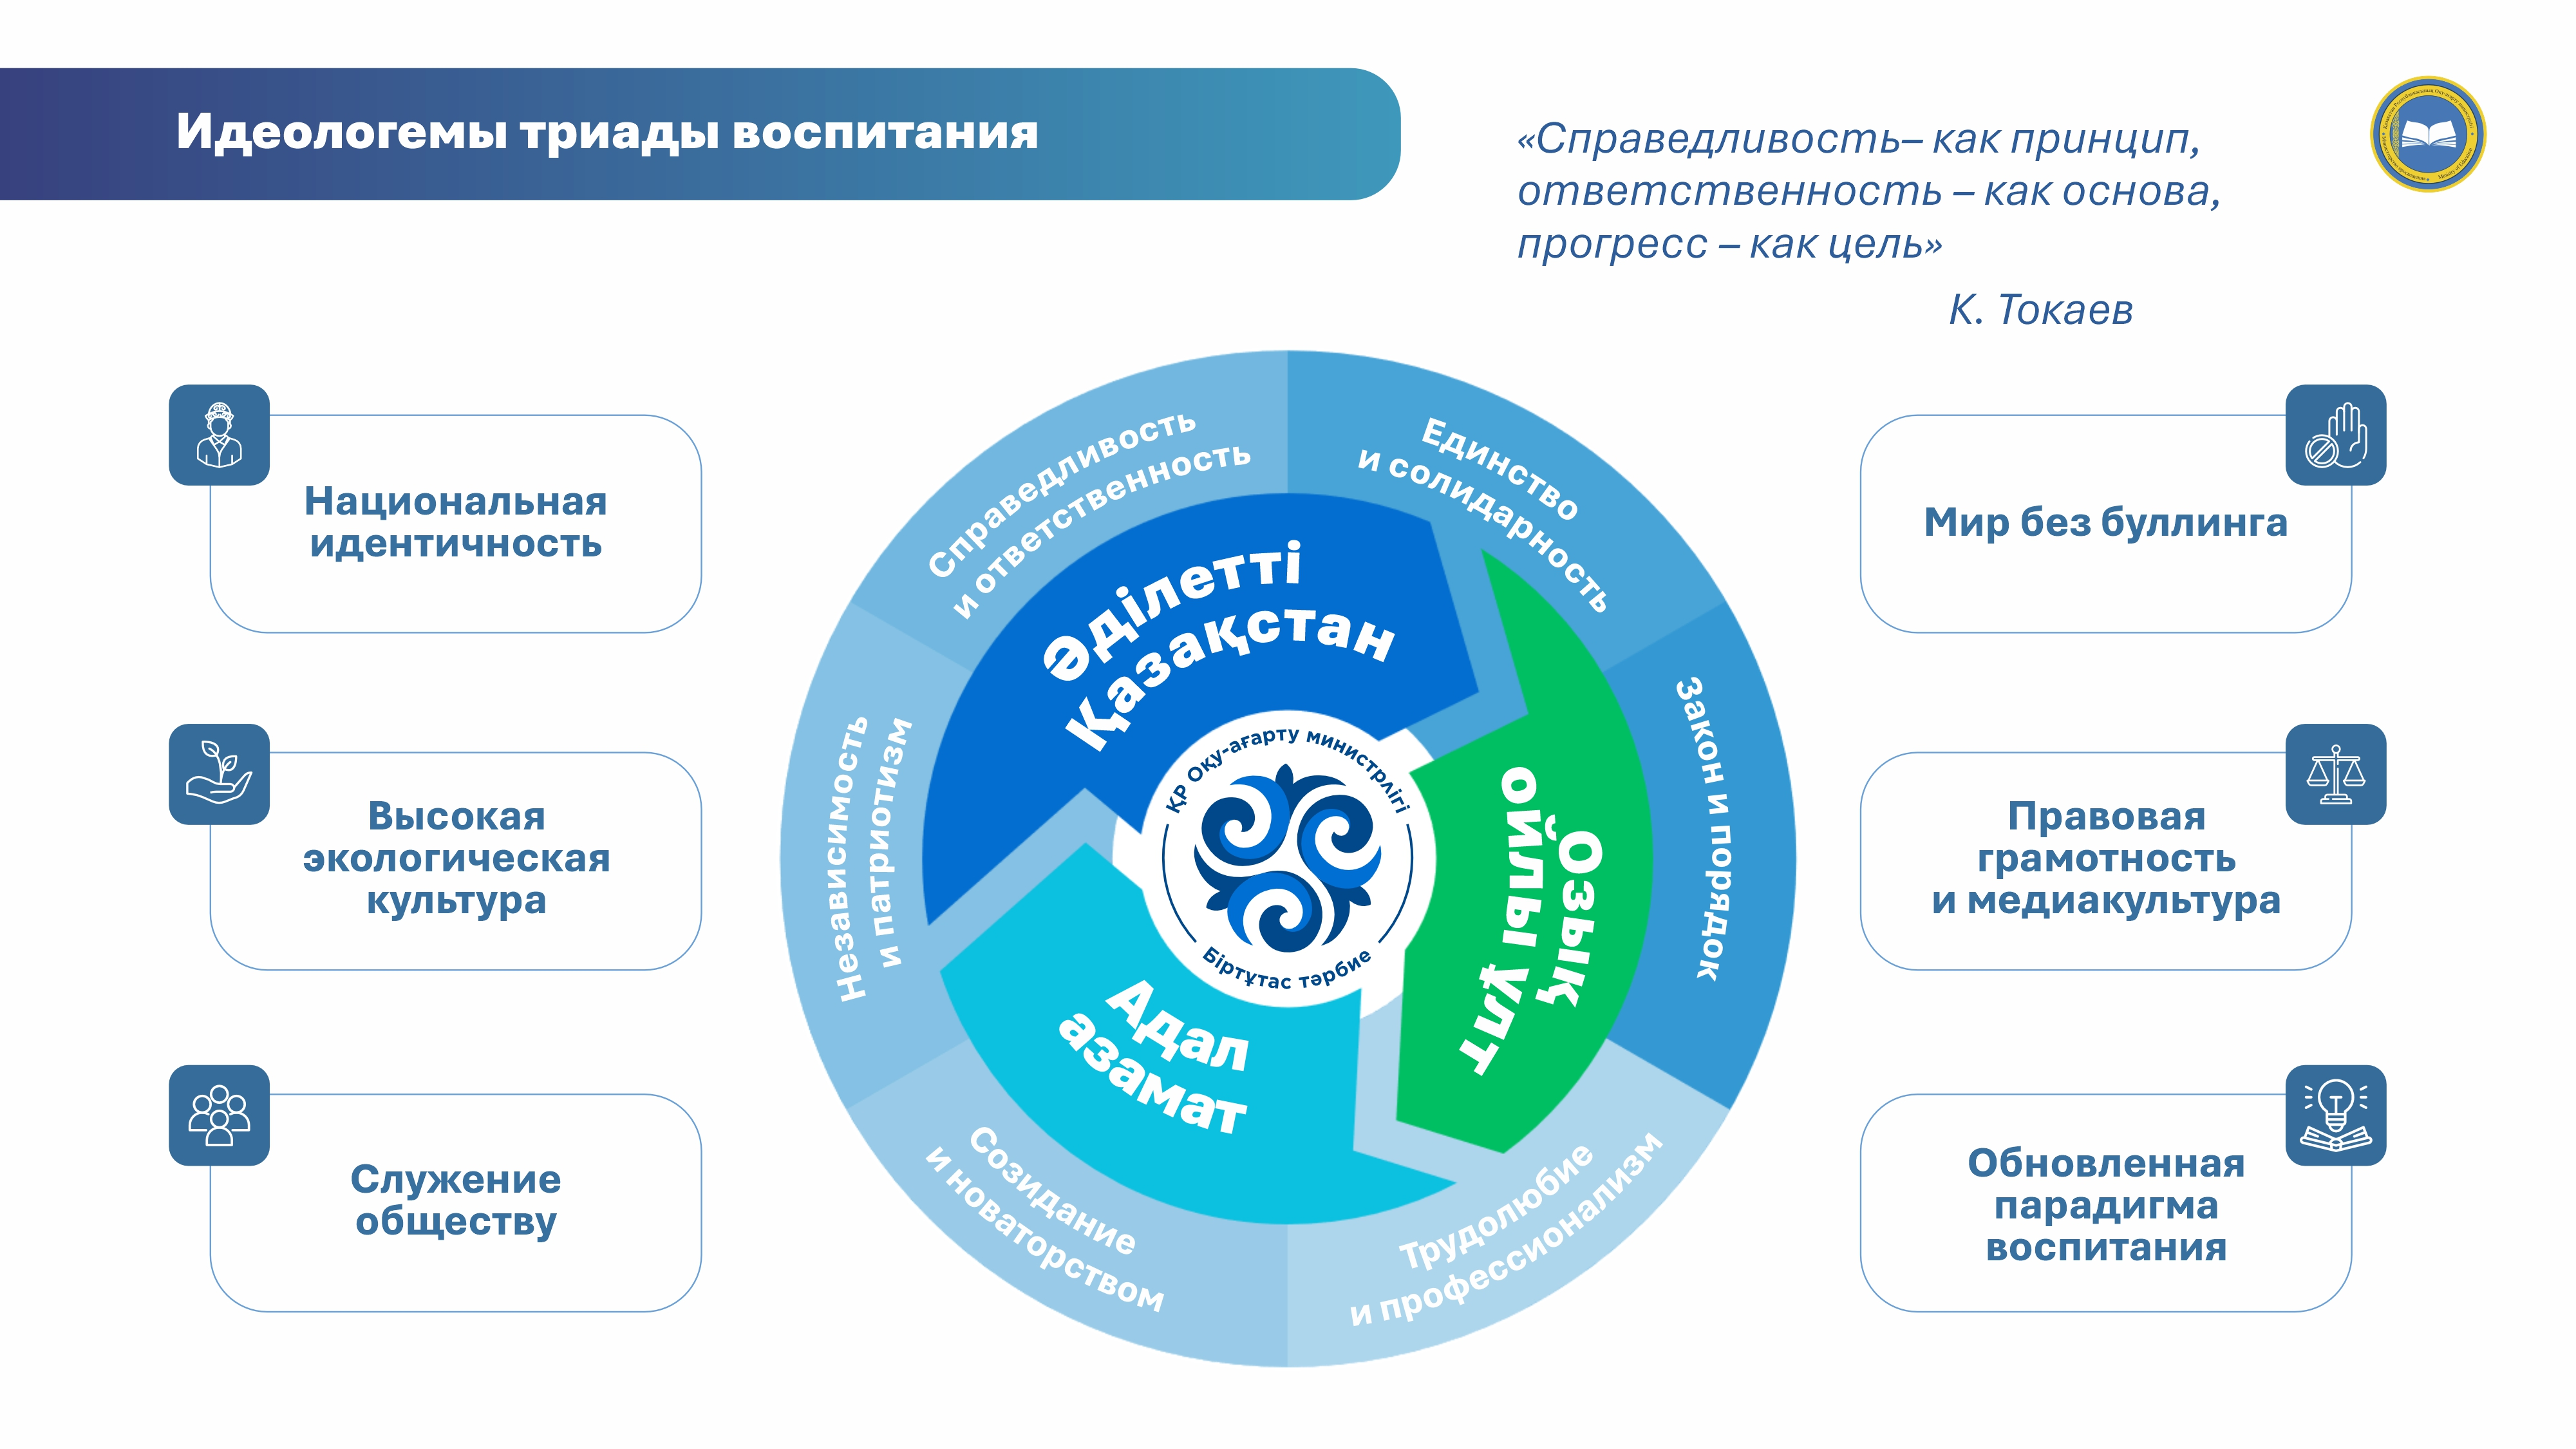 Идеологемы триады воспитания
«Справедливость– как принцип,
ответственность – как основа,
прогресс – как цель»
К. Токаев
Национальная
идентичность
Высокая
экологическая
культура
Служение
обществу
Справедливость
и ответственность
Единство
и солидарность
Закон и порядок
Трудолюбие
и профессионализм
Созидание
и новаторством
Независимость
и патриотизм
Әділетті
Қазақстан
Озық
ойлы ұлт
Адал
азамат
ҚР Оқу-ағарту министрлігі
Біртұтас тәрбие
Мир без буллинга
Правовая
грамотность
и медиакультура
Обновленная
парадигма
воспитания